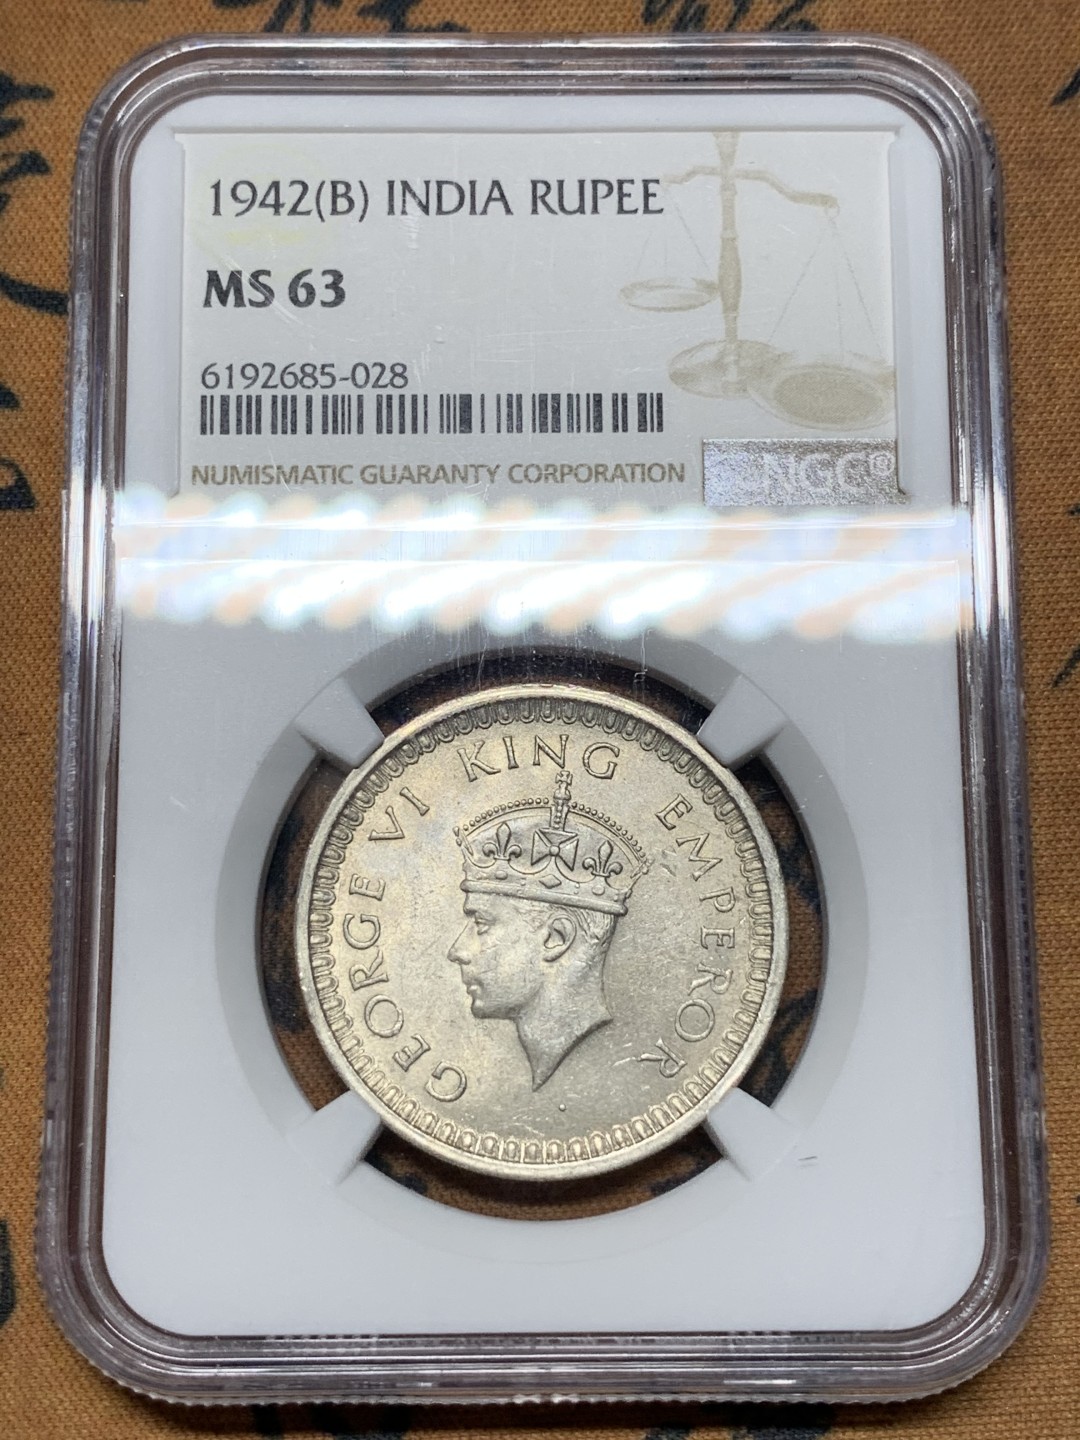 1942(B) INDIA RUPEE
MS 63
6192685-028
NUMISMATIC GUARANTY CORPORATION
NGC®
GEORGE VI KING EMPEROR